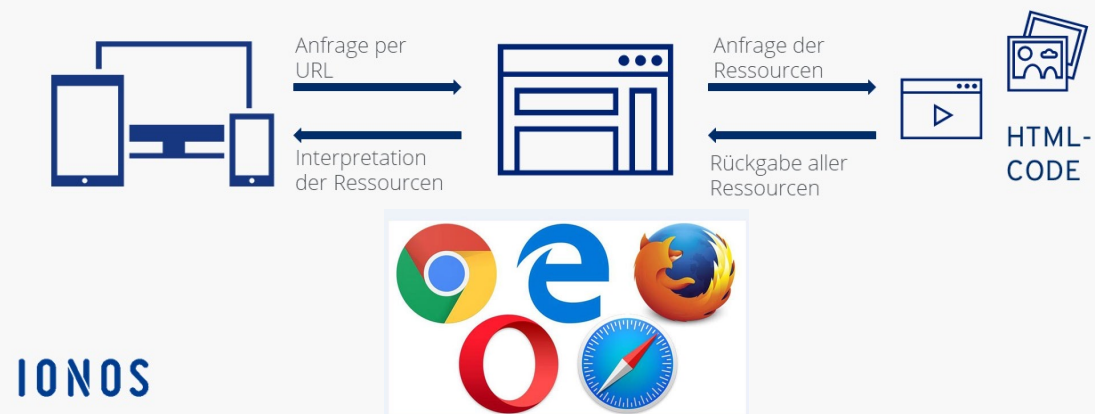 Anfrage per
URL
Interpretation
der Ressourcen
Anfrage der
Ressourcen
Rückgabe aller
Ressourcen
HTML-
CODE
IONOS